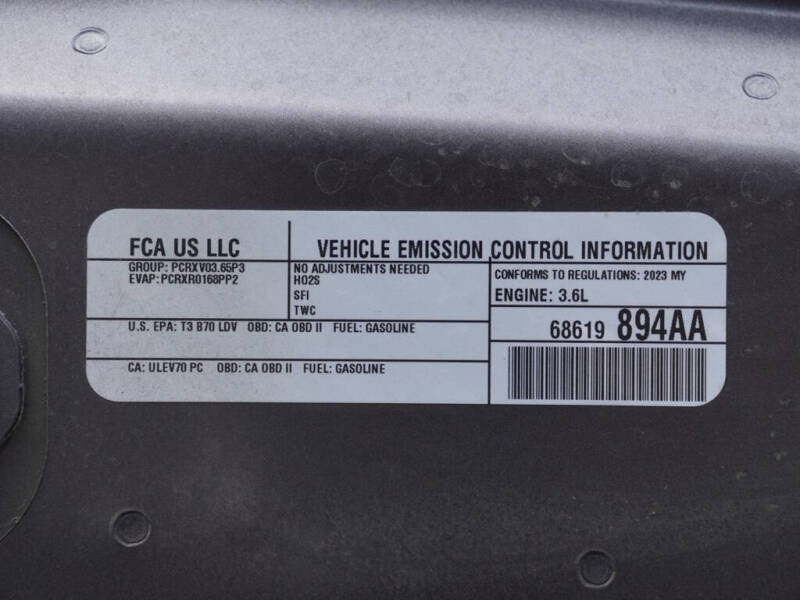 FCA US LLC
GROUP: PCRXV03.65P3
EVAP:PCRXR0168PP2
VEHICLE EMISSION CONTROL INFORMATION
NO ADJUSTMENTS NEEDED
HO2S
SFI
TWC
CONFORMS TO REGULATIONS: 2023 MY
ENGINE: 3.6L
U.S. EPA: T3 B70 LDV OBD: CA OBD II FUEL: GASOLINE
68619 894AA
CA: ULEV70 PC OBD: CA OBD II FUEL: GASOLINE